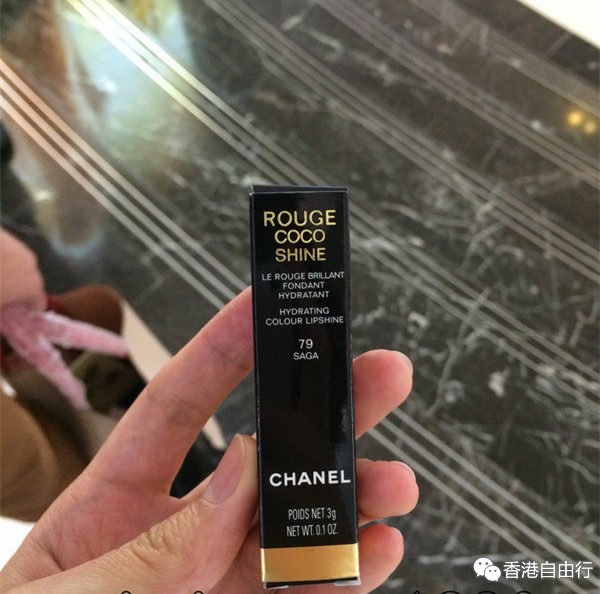 ROUGE
COCO
SHINE
LE ROUGE BRILLANT
FONDANT
HYDRATANT
HYDRATING
COLOUR LIPSHINE
79
SAGA
CHANEL
POIDS NET 3g
NET WT. 0.1 OZ.
香港自由行